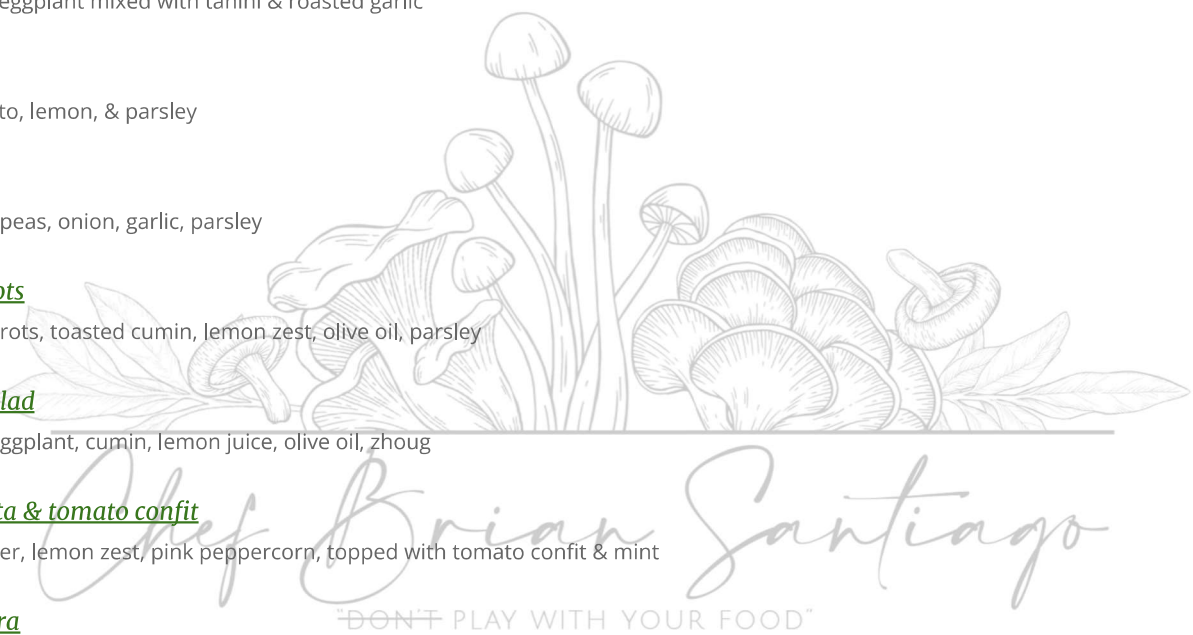 eggplant mixed with tahini & roasted garlic
to, lemon, & parsley
peas, onion, garlic, parsley
ots
rots, toasted cumin, lemon zest, olive oil, parsley
lad
ggplant, cumin, lemon juice, olive oil, zhoug
ta & tomato confit
er, lemon zest, pink peppercorn, topped with tomato confit & mint
ra
Chef Brian Santiago
"DON'T PLAY WITH YOUR FOOD"